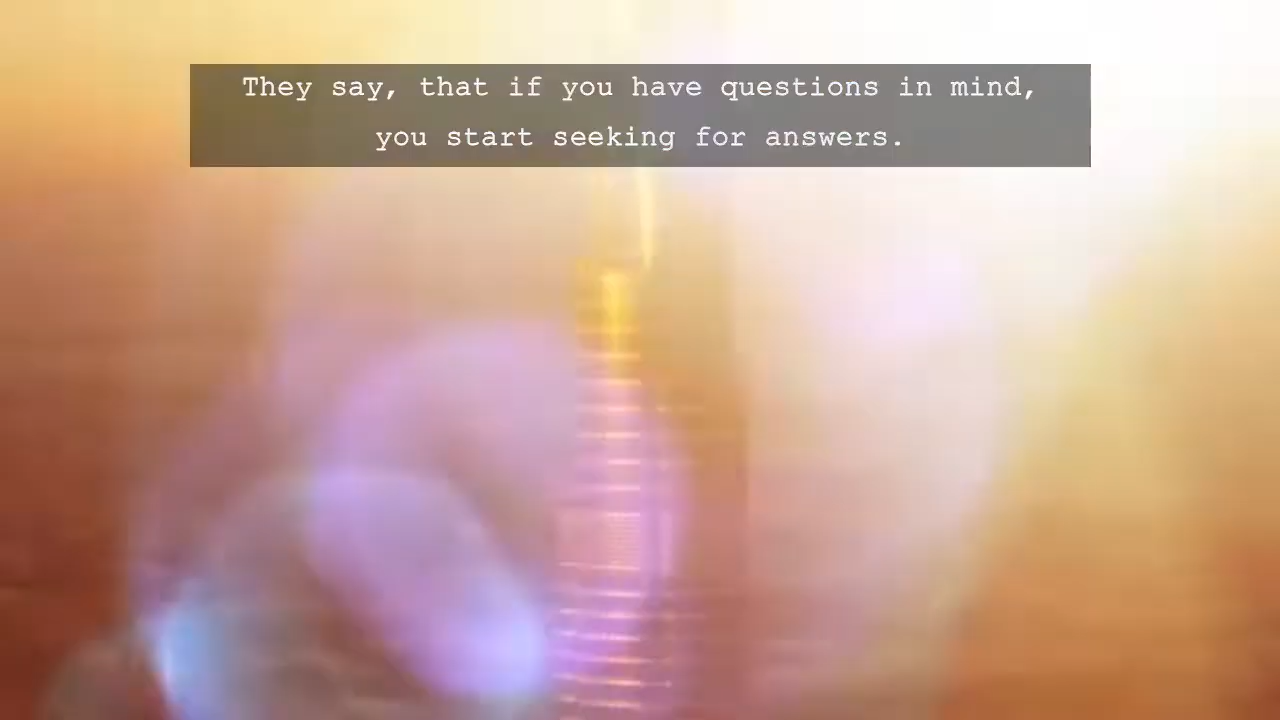 They say, that if you have questions in mind,
you start seeking for answers.